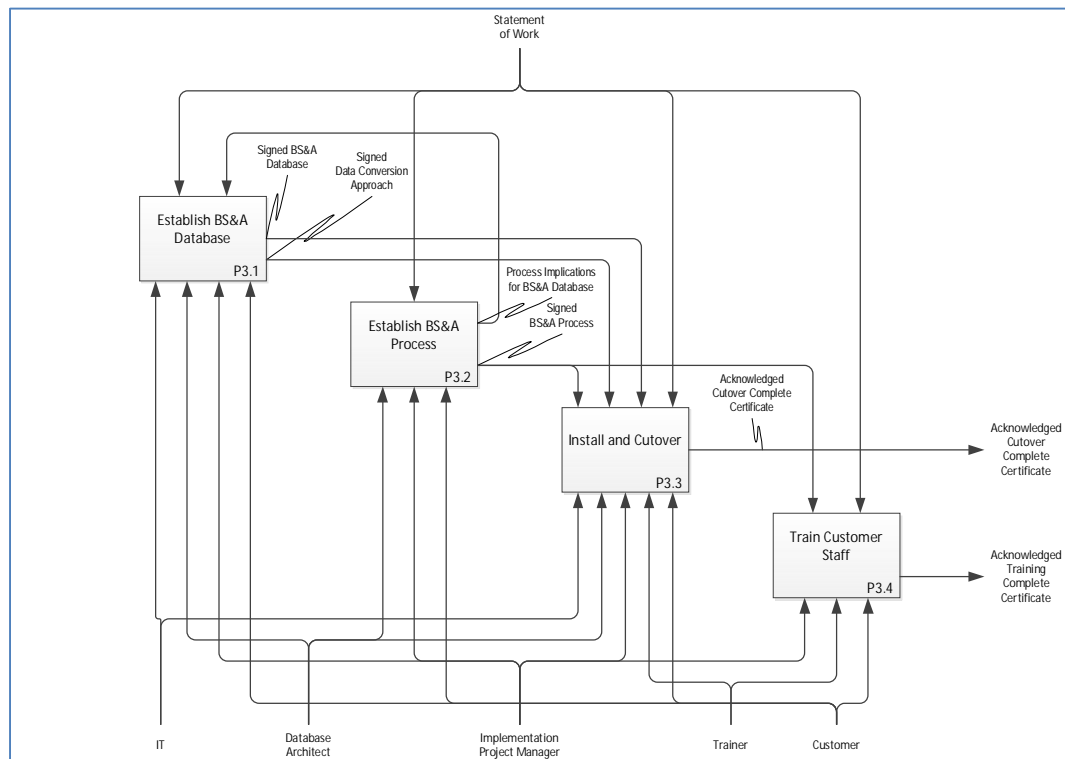 Statement
of Work
Signed BS&A
Database
Signed
Data Conversion
Approach
Establish BS&A
Database
P3.1
Process Implications
for BS&A Database
Signed
BS&A Process
Establish BS&A
Process
P3.2
Acknowledged
Cutover Complete
Certificate
Install and Cutover
P3.3
Acknowledged
Cutover
Complete
Certificate
Train Customer
Staff
P3.4
Acknowledged
Training
Complete
Certificate
IT
Database
Architect
Implementation
Project Manager
Trainer
Customer